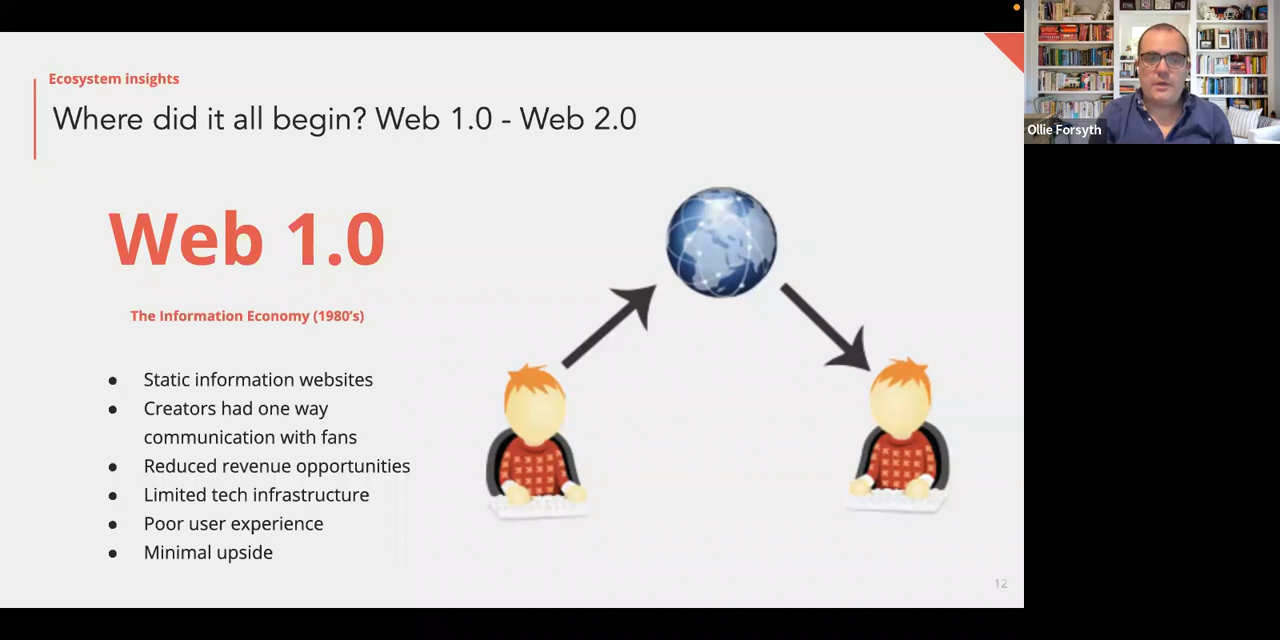 Ecosystem insights
Where did it all begin? Web 1.0 - Web 2.0
Web 1.0
The Information Economy (1980's)
● Static information websites
● Creators had one way
communication with fans
● Reduced revenue opportunities
● Limited tech infrastructure
● Poor user experience
● Minimal upside
12
Ollie Forsyth